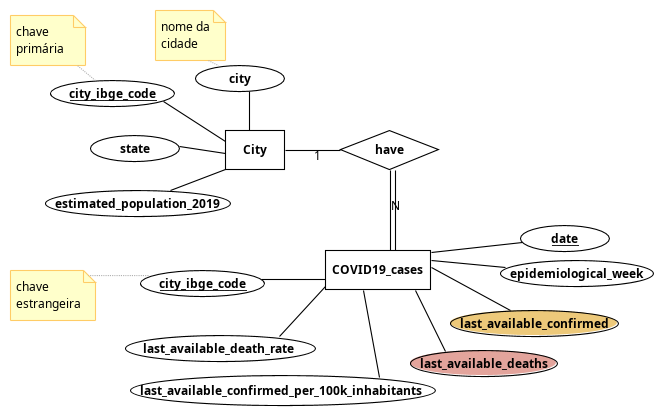 chave
primária
nome da
cidade
city_ibge_code
city
state
City
1
have
estimated_population_2019
N
date
COVID19_cases
epidemiological_week
chave
estrangeira
city_ibge_code
last_available_confirmed
last_available_death_rate
last_available_deaths
last_available_confirmed_per_100k_inhabitants